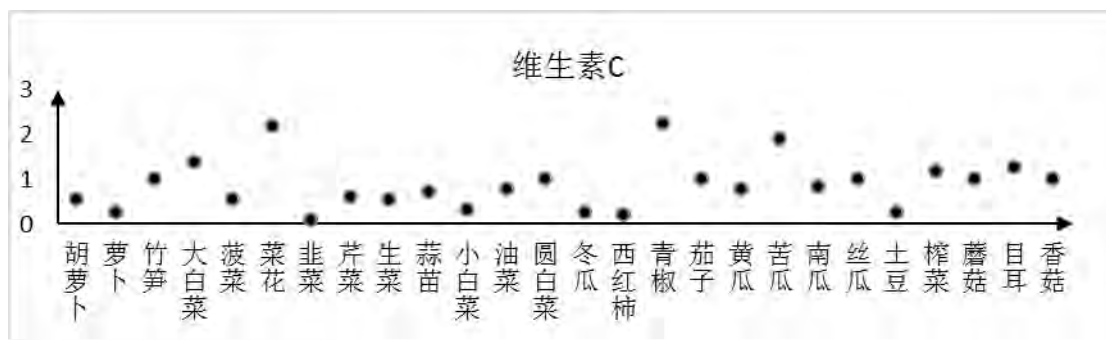 维生素C
3
2
1
0
胡萝卜
萝卜
竹笋
大白菜
菠菜
菜花
韭菜
芹菜
生菜
蒜苗
小白菜
油菜
圆白菜
冬瓜
西红柿
青椒
茄子
黄瓜
苦瓜
南瓜
丝瓜
土豆
榨菜
蘑菇
目耳
香菇